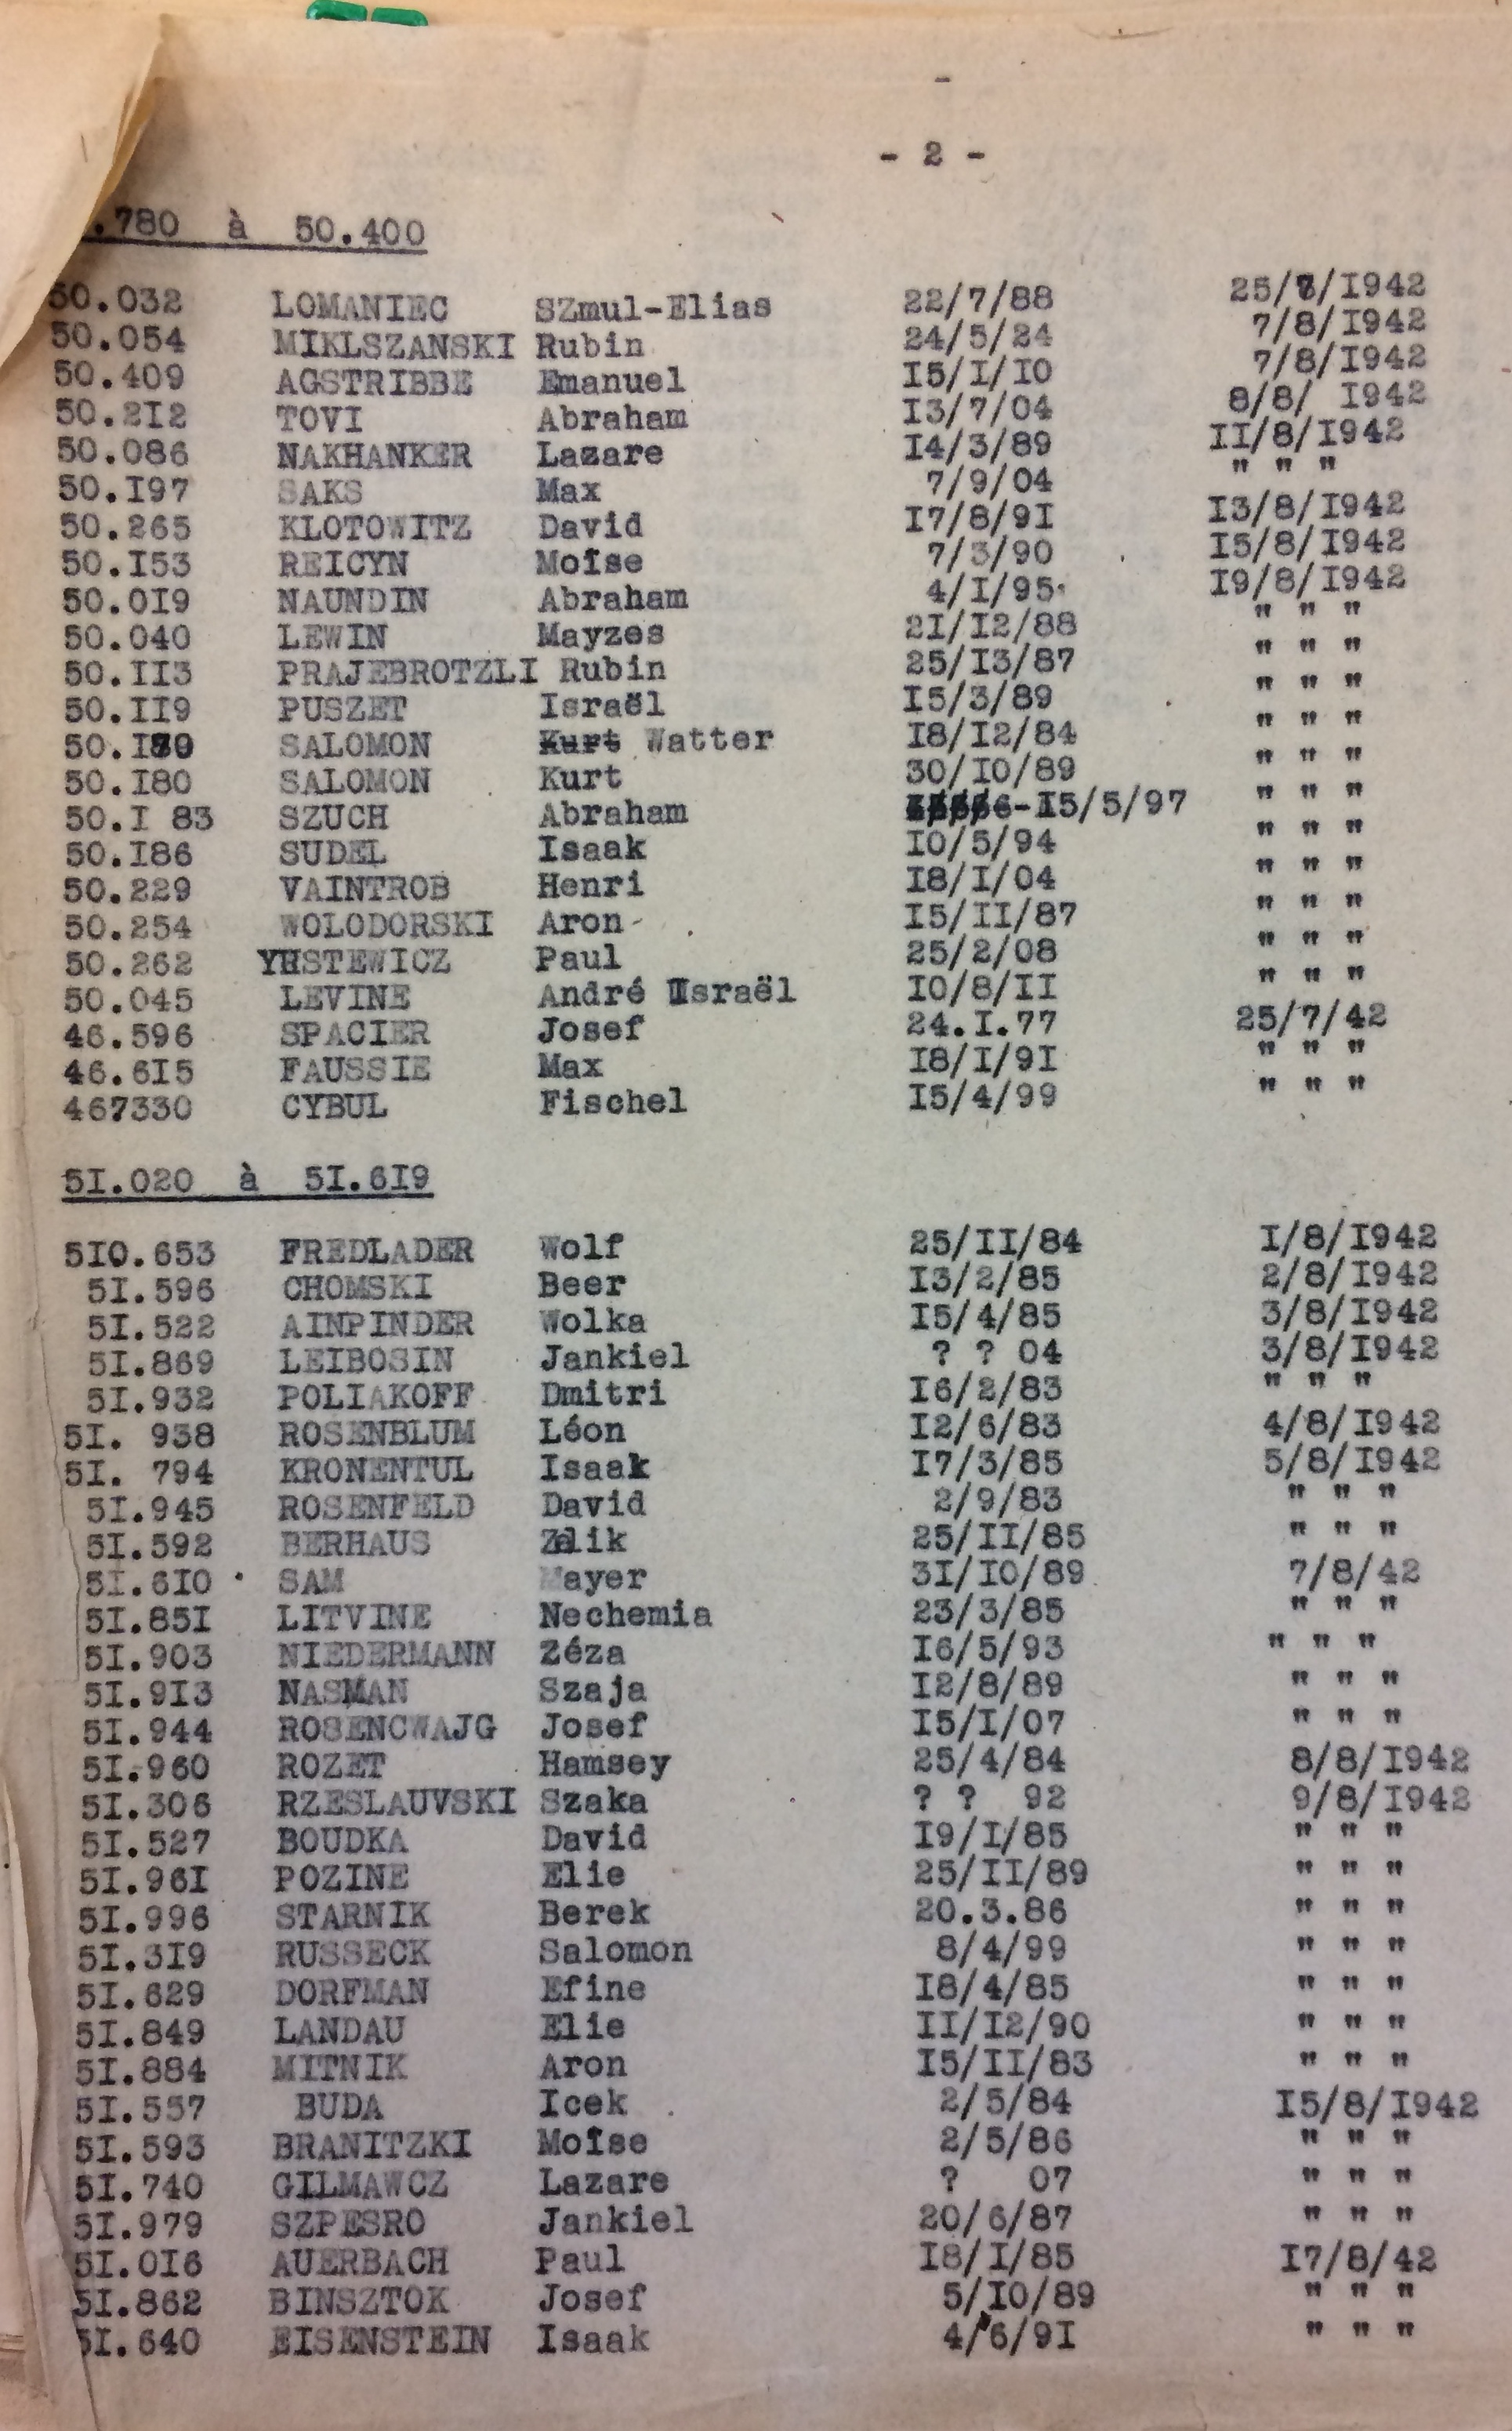 -
- 2 -
.780 à 50.400
50.032 LOMANIEC SZmul-Elias 22/7/88 25/7/I942
50.054 MIKLSZANSKI Rubin 24/5/24 7/8/I942
50.409 AGSTRIBBE Emanuel I5/I/IO 7/8/I942
50.2I2 TOVI Abraham I3/7/04 8/8/ I942
50.086 NAKHANKER Lazare I4/3/89 II/8/I942
50.I97 SAKS Max 7/9/04 " " "
50.265 KLOTOWITZ David I7/8/9I I3/8/I942
50.I53 REICYN Moïse 7/3/90 I5/8/I942
50.0I9 NAUNDIN Abraham 4/I/95 I9/8/I942
50.040 LEWIN Mayzes 2I/I2/88 " " "
50.II3 PRAJEBROTZLI Rubin 25/I3/87 " " "
50.II9 PUSZET Israël I5/3/89 " " "
50.I80 SALOMON Kurt Watter I8/I2/84 " " "
50.I80 SALOMON Kurt 30/IO/89 " " "
50.I 83 SZUCH Abraham I5/5/97 " " "
50.I86 SUDEL Isaak IO/5/94 " " "
50.229 VAINTROB Henri I8/I/04 " " "
50.254 WOLODORSKI Aron I5/II/87 " " "
50.262 YHSTEWICZ Paul 25/2/08 " " "
50.045 LEVINE André Israël IO/8/II " " "
46.596 SPACIER Josef 24.I.77 25/7/42
46.6I5 FAUSSIE Max I8/I/9I " " "
467330 CYBUL Fischel I5/4/99 " " "
5I.020 à 5I.6I9
5IO.653 FREDLADER Wolf 25/II/84 I/8/I942
5I.596 CHOMSKI Beer I3/2/85 2/8/I942
5I.522 AINPINDER Wolka I5/4/85 3/8/I942
5I.869 LEIBOSIN Jankiel ? ? 04 3/8/I942
5I.932 POLIAKOFF Dmitri I6/2/83 " " "
5I. 938 ROSENBLUM Léon I2/6/83 4/8/I942
5I. 794 KRONENTUL Isaak I7/3/85 5/8/I942
5I.945 ROSENFELD David 2/9/83 " " "
5I.592 BERHAUS Zelik 25/II/85 " " "
5I.6IO SAM Mayer 3I/IO/89 7/8/42
5I.85I LITVINE Nechemia 23/3/85 " " "
5I.903 NIEDERMANN Zéza I6/5/93 " " "
5I.9I3 NASMAN Szaja I2/8/89 " " "
5I.944 ROSENCWAJG Josef I5/I/07 " " "
5I.960 ROZET Hamsey 25/4/84 8/8/I942
5I.306 RZESLAUVSKI Szaka ? ? 92 9/8/I942
5I.527 BOUDKA David I9/I/85 " " "
5I.96I POZINE Elie 25/II/89 " " "
5I.996 STARNIK Berek 20.3.86 " " "
5I.3I9 RUSSECK Salomon 8/4/99 " " "
5I.629 DORFMAN Efine I8/4/85 " " "
5I.849 LANDAU Elie II/I2/90 " " "
5I.884 MITNIK Aron I5/II/83 " " "
5I.557 BUDA Icek 2/5/84 I5/8/I942
5I.593 BRANITZKI Moïse 2/5/86 " " "
5I.740 GILMAWCZ Lazare ? 07 " " "
5I.979 SZPESRO Jankiel 20/6/87 " " "
5I.0I6 AUERBACH Paul I8/I/85 I7/8/42
5I.862 BINSZTOK Josef 5/IO/89 " " "
5I.640 EISENSTEIN Isaak 4/6/9I " " "